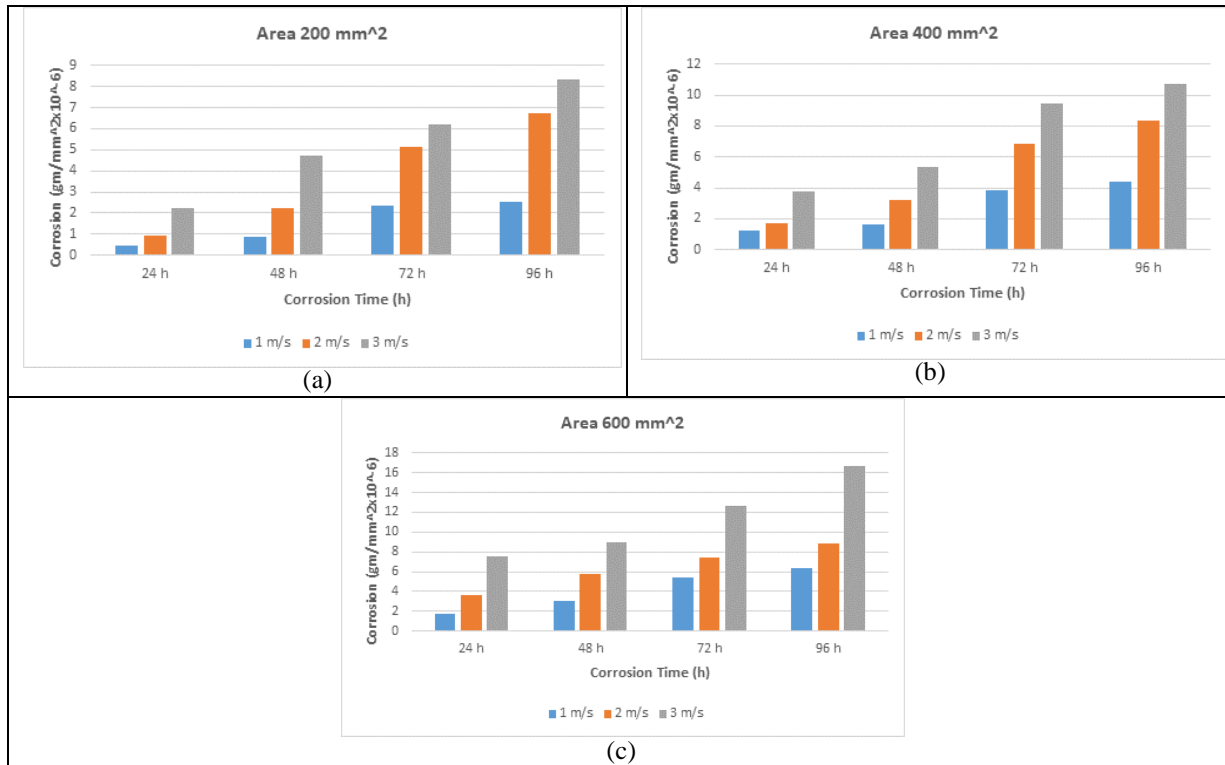 Area 200 mm^2
Corrosion (gm/mm^2x10^-6)
9
8
7
6
5
4
3
2
1
0
24 h 48 h 72 h 96 h
Corrosion Time (h)
1 m/s 2 m/s 3 m/s
(a)
Area 400 mm^2
Corrosion (gm/mm^2x10^-6)
12
10
8
6
4
2
0
24 h 48 h 72 h 96 h
Corrosion Time (h)
1 m/s 2 m/s 3 m/s
(b)
Area 600 mm^2
Corrosion (gm/mm^2x10^-6)
18
16
14
12
10
8
6
4
2
0
24 h 48 h 72 h 96 h
Corrosion Time (h)
1 m/s 2 m/s 3 m/s
(c)